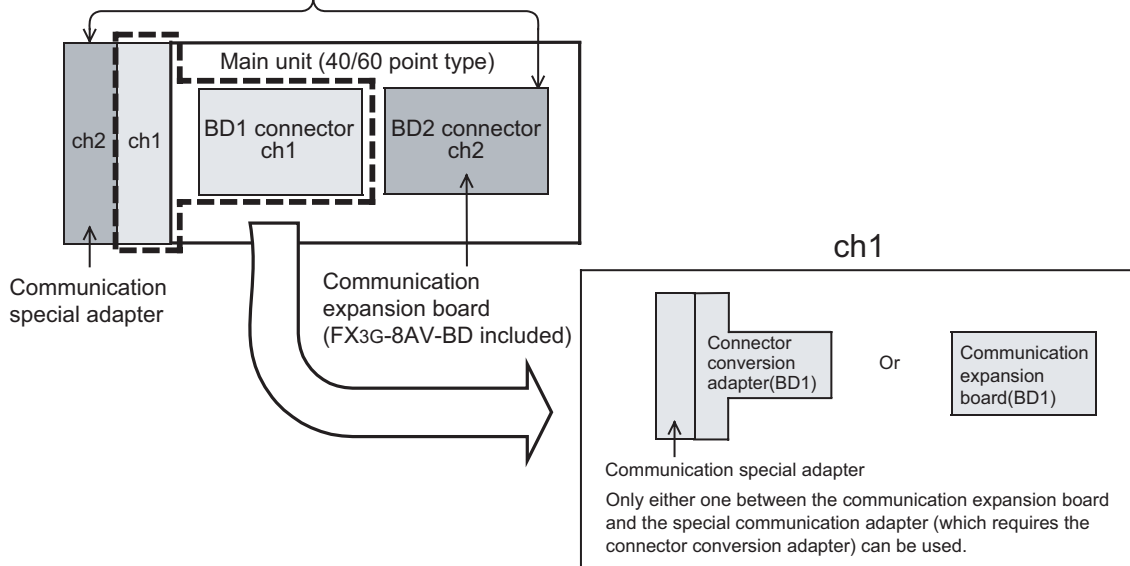 Main unit (40/60 point type)
ch2
ch1
BD1 connector
ch1
BD2 connector
ch2
Communication
special adapter
Communication
expansion board
(FX3G-8AV-BD included)
ch1
Connector
conversion
adapter(BD1)
Or
Communication
expansion
board(BD1)
Communication special adapter
Only either one between the communication expansion board
and the special communication adapter (which requires the
connector conversion adapter) can be used.